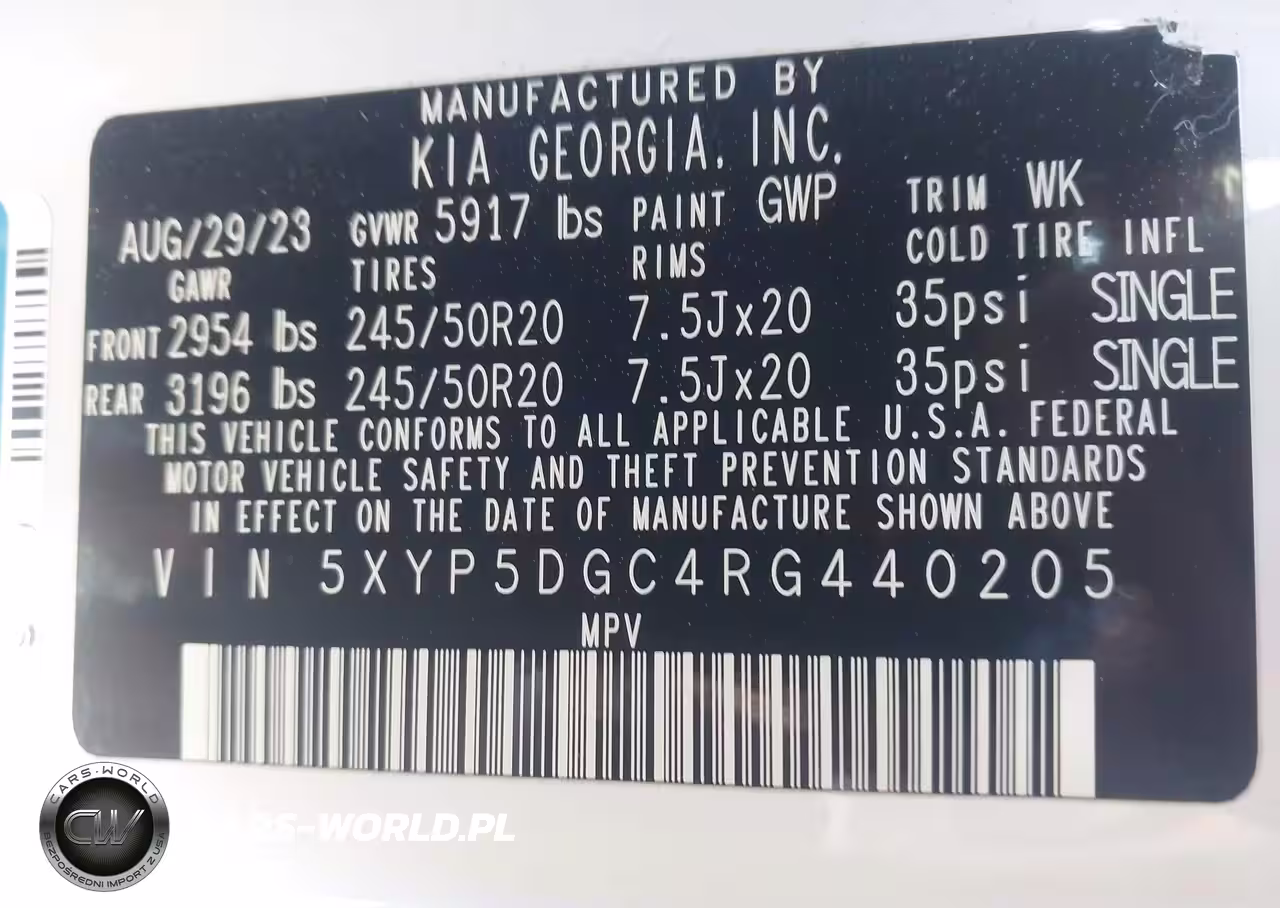 MANUFACTURED BY
KIA GEORGIA, INC.
AUG/29/23 GVWR 5917 lbs PAINT GWP TRIM WK
GAWR TIRES RIMS COLD TIRE INFL
FRONT 2954 lbs 245/50R20 7.5Jx20 35psi SINGLE
REAR 3196 lbs 245/50R20 7.5Jx20 35psi SINGLE
THIS VEHICLE CONFORMS TO ALL APPLICABLE U.S.A. FEDERAL
MOTOR VEHICLE SAFETY AND THEFT PREVENTION STANDARDS
IN EFFECT ON THE DATE OF MANUFACTURE SHOWN ABOVE
VIN 5XYP5DGC4RG440205
MPV
CARS-WORLD
CW
BEZPOŚREDNI IMPORT Z USA
CARS-WORLD.PL